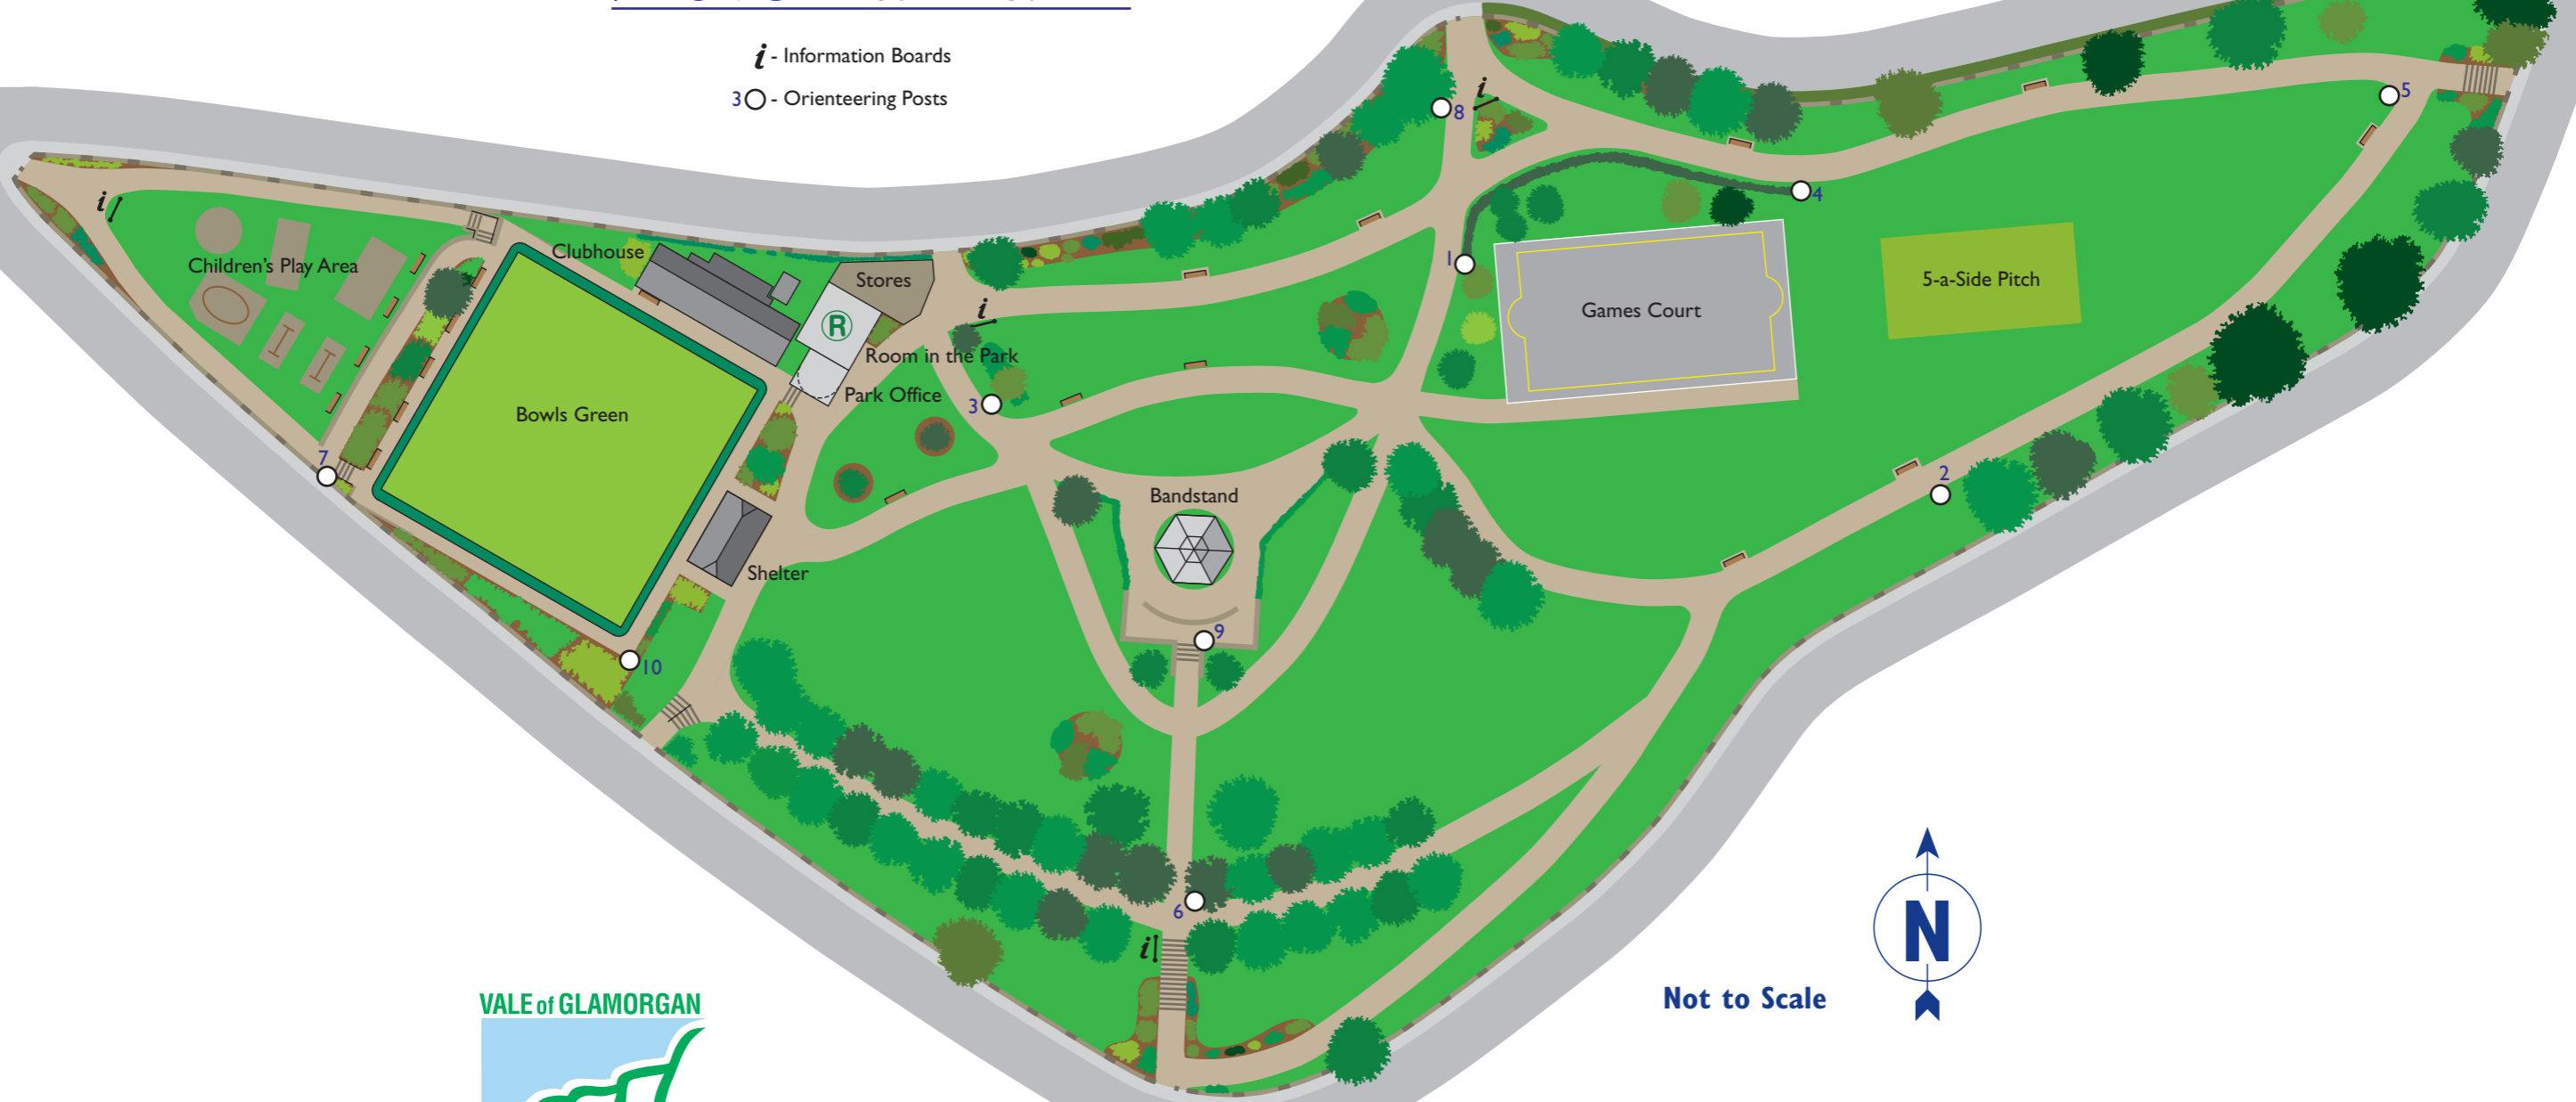 i - Information Boards
3 - Orienteering Posts
i
8
5
4
i
Children's Play Area
Clubhouse
Stores
R
i
1
Games Court
5-a-Side Pitch
Room in the Park
Park Office
3
Bowls Green
7
2
Bandstand
Shelter
9
10
6
i
N
Not to Scale
VALE of GLAMORGAN